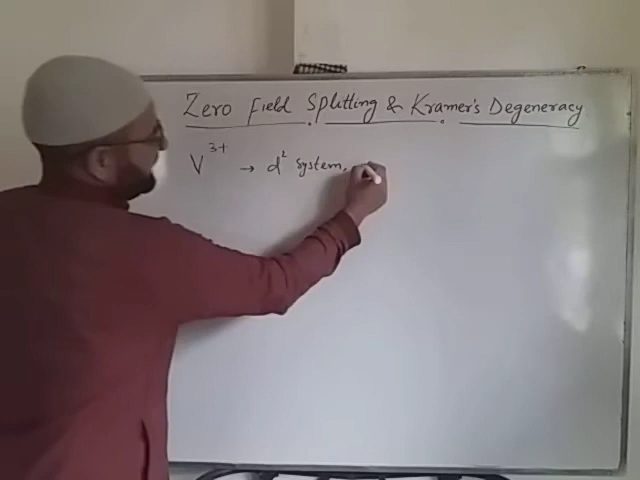 Zero Field Splitting & Kramer's Degeneracy
V³⁺ → d² system,